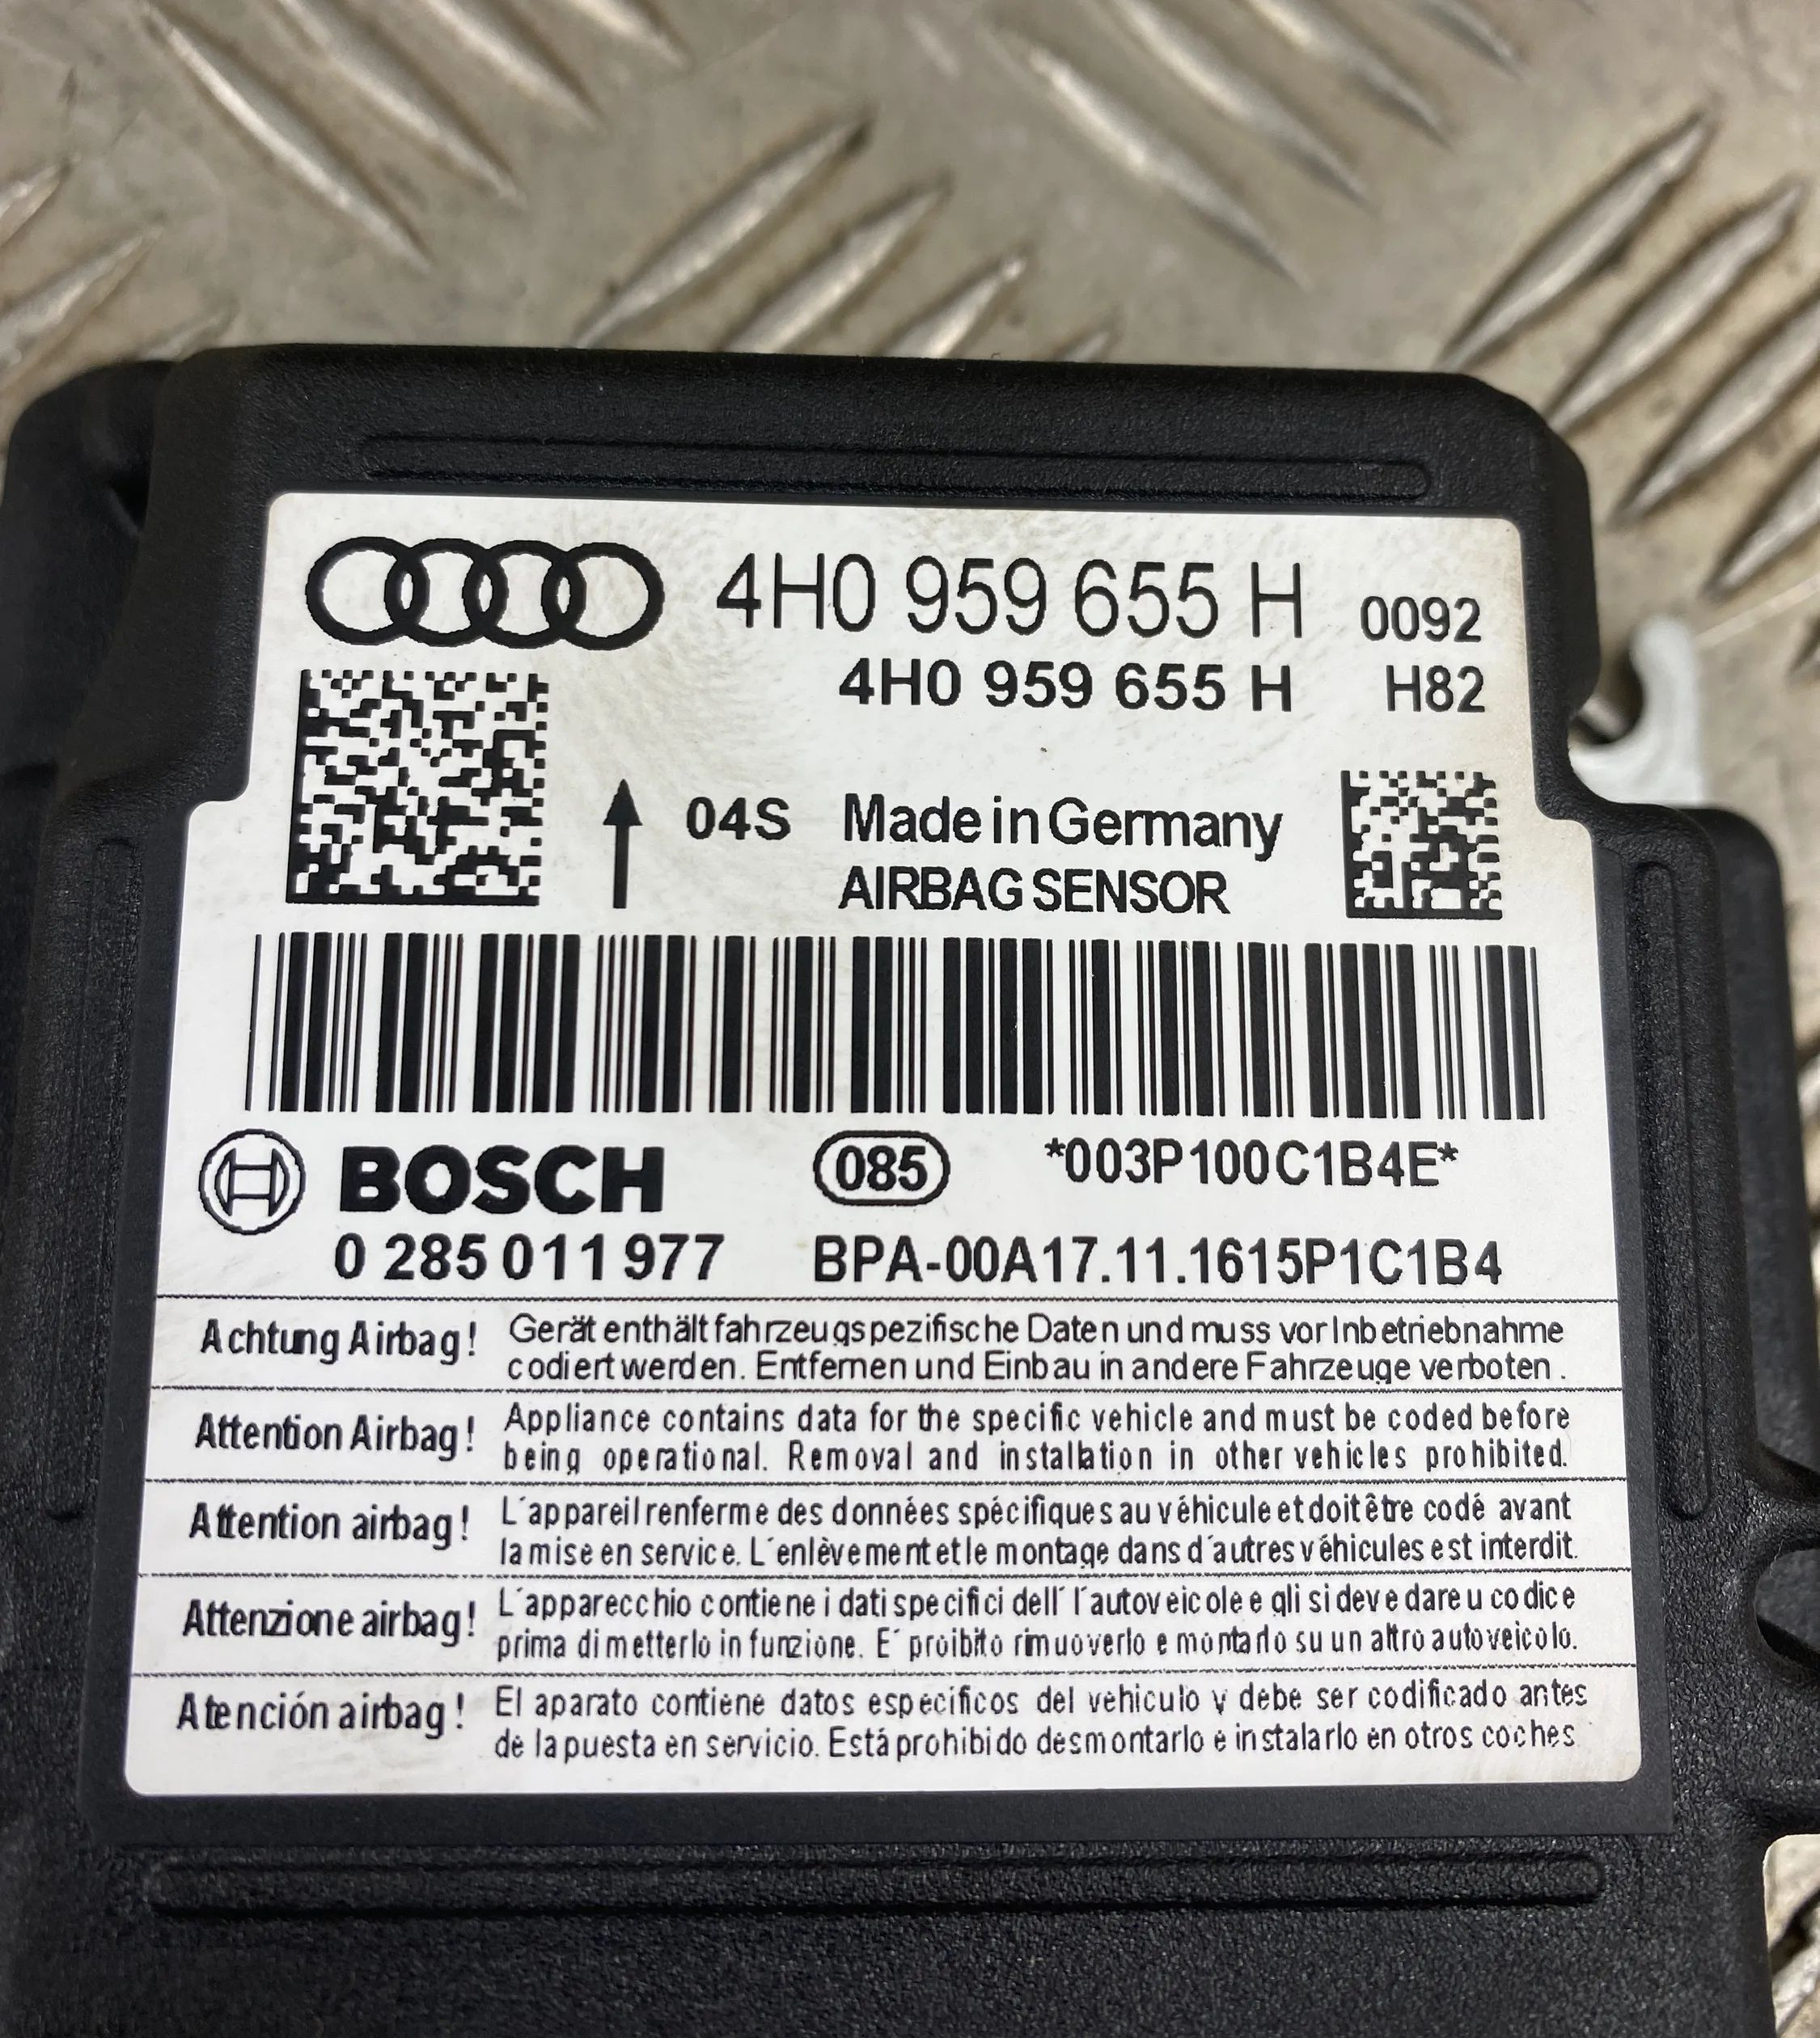 4H0 959 655 H 0092
4H0 959 655 H H82
04S Made in Germany
AIRBAG SENSOR
BOSCH 085 *003P100C1B4E*
0 285 011 977 BPA-00A17.11.1615P1C1B4
Achtung Airbag! Gerät enthält fahrzeugspezifische Daten und muss vor Inbetriebnahme
codiert werden. Entfernen und Einbau in andere Fahrzeuge verboten.
Attention Airbag! Appliance contains data for the specific vehicle and must be coded before
being operational. Removal and installation in other vehicles prohibited.
Attention airbag! L´appareil renferme des données spécifiques au véhicule et doit être codé avant
la mise en service. L´enlèvement et le montage dans d´autres véhicules est interdit.
Attenzione airbag! L´apparecchio contiene i dati specifici dell´ l´autoveicole e gli si deve dare u codice
prima di metterlo in funzione. E´ proibito rimuoverlo e montarlo su un altro autoveicolo.
Atención airbag! El aparato contiene datos específicos del vehículo y debe ser codificado antes
de la puesta en servicio. Está prohibido desmontarlo e instalarlo en otros coches